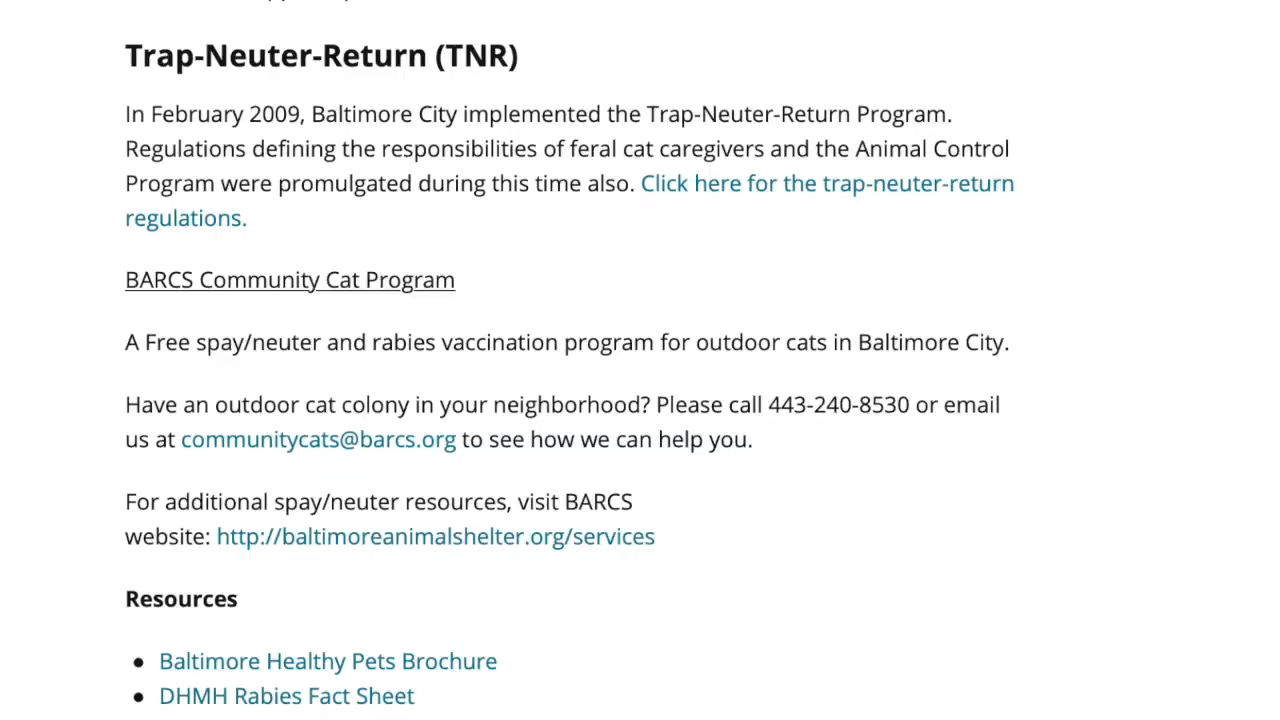 Trap-Neuter-Return (TNR)
In February 2009, Baltimore City implemented the Trap-Neuter-Return Program.
Regulations defining the responsibilities of feral cat caregivers and the Animal Control
Program were promulgated during this time also. Click here for the trap-neuter-return
regulations.
BARCS Community Cat Program
A Free spay/neuter and rabies vaccination program for outdoor cats in Baltimore City.
Have an outdoor cat colony in your neighborhood? Please call 443-240-8530 or email
us at communitycats@barcs.org to see how we can help you.
For additional spay/neuter resources, visit BARCS
website: http://baltimoreanimalshelter.org/services
Resources
● Baltimore Healthy Pets Brochure
● DHMH Rabies Fact Sheet